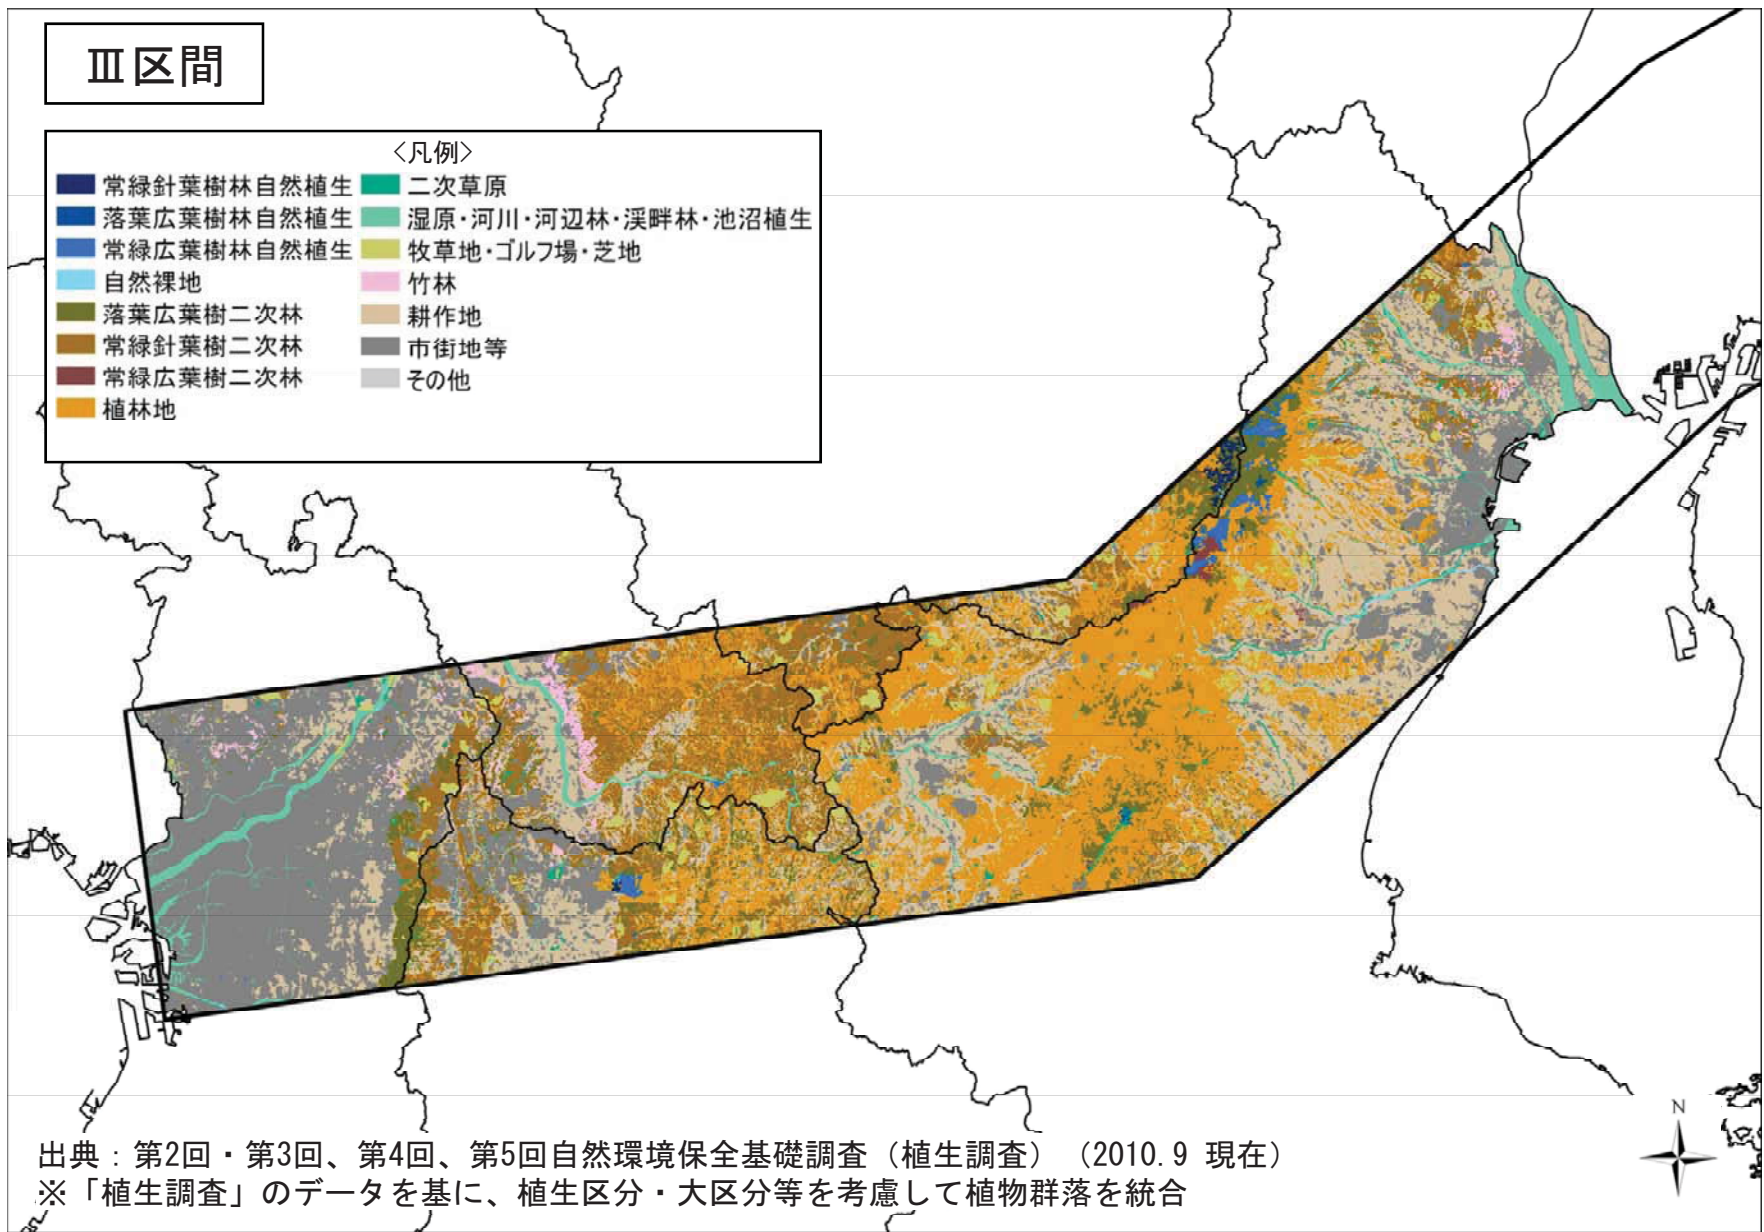 Ⅲ区間
〈凡例〉
常緑針葉樹林自然植生
落葉広葉樹林自然植生
常緑広葉樹林自然植生
自然裸地
落葉広葉樹二次林
常緑針葉樹二次林
常緑広葉樹二次林
植林地
二次草原
湿原・河川・河辺林・渓畔林・池沼植生
牧草地・ゴルフ場・芝地
竹林
耕作地
市街地等
その他
N
出典：第2回・第3回、第4回、第5回自然環境保全基礎調査（植生調査）（2010.9 現在）
※「植生調査」のデータを基に、植生区分・大区分等を考慮して植物群落を統合